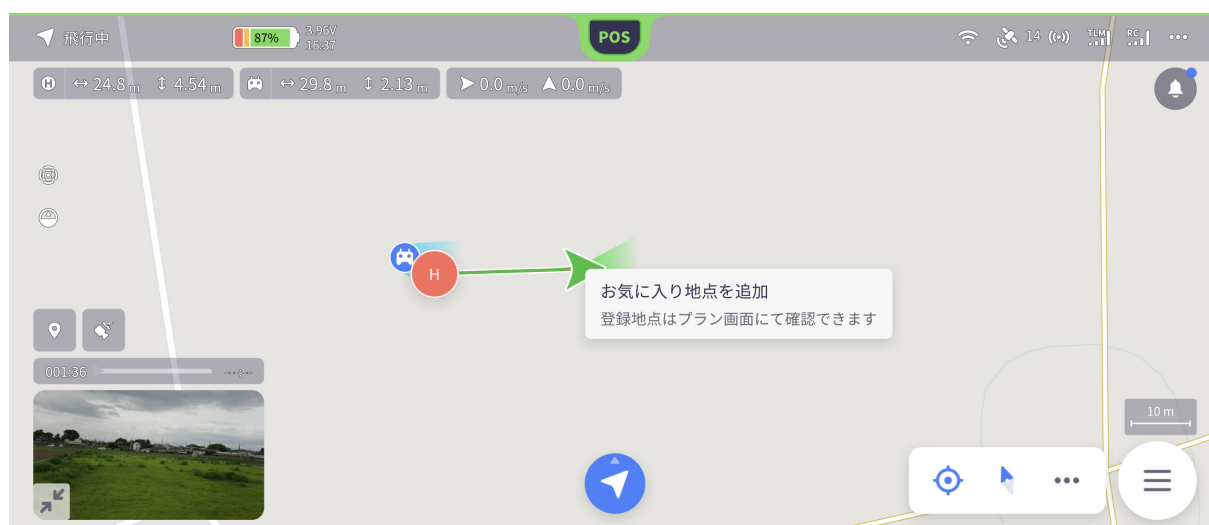 飛行中
87%
3.96V
16:37
POS
14
TLM
RC
H ↔ 24.8 m ↕ 4.54 m
↔ 29.8 m ↕ 2.13 m
0.0 m/s 0.0 m/s
H
お気に入り地点を追加
登録地点はプラン画面にて確認できます
001:36
---:--
10 m